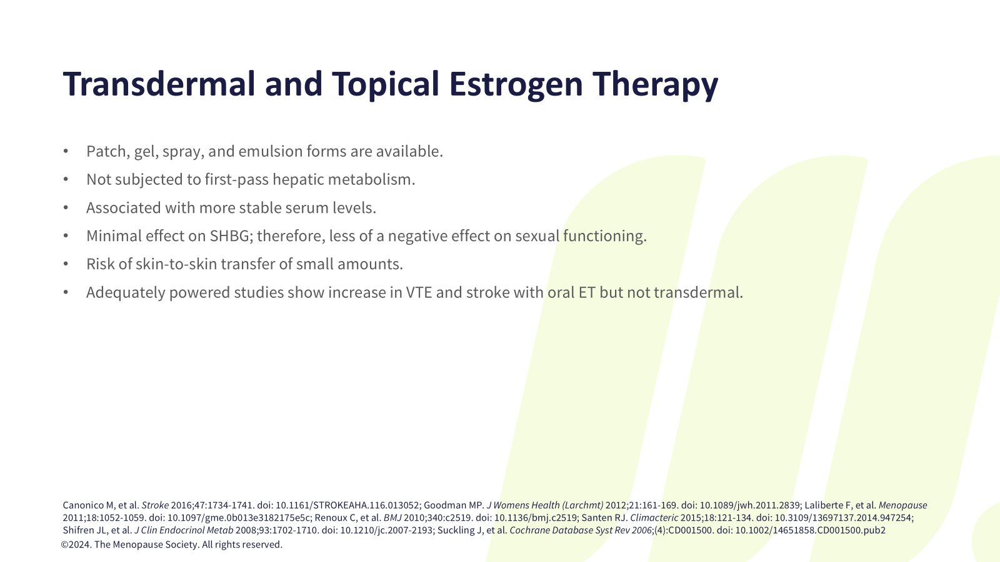 Transdermal and Topical Estrogen Therapy
• Patch, gel, spray, and emulsion forms are available.
• Not subjected to first-pass hepatic metabolism.
• Associated with more stable serum levels.
• Minimal effect on SHBG; therefore, less of a negative effect on sexual functioning.
• Risk of skin-to-skin transfer of small amounts.
• Adequately powered studies show increase in VTE and stroke with oral ET but not transdermal.
Canonico M, et al. Stroke 2016;47:1734-1741. doi: 10.1161/STROKEAHA.116.013052; Goodman MP. J Womens Health (Larchmt) 2012;21:161-169. doi: 10.1089/jwh.2011.2839; Laliberte F, et al. Menopause
2011;18:1052-1059. doi: 10.1097/gme.0b013e3182175e5c; Renoux C, et al. BMJ 2010;340:c2519. doi: 10.1136/bmj.c2519; Santen RJ. Climacteric 2015;18:121-134. doi: 10.3109/13697137.2014.947254;
Shifren JL, et al. J Clin Endocrinol Metab 2008;93:1702-1710. doi: 10.1210/jc.2007-2193; Suckling J, et al. Cochrane Database Syst Rev 2006;(4):CD001500. doi: 10.1002/14651858.CD001500.pub2
©2024. The Menopause Society. All rights reserved.